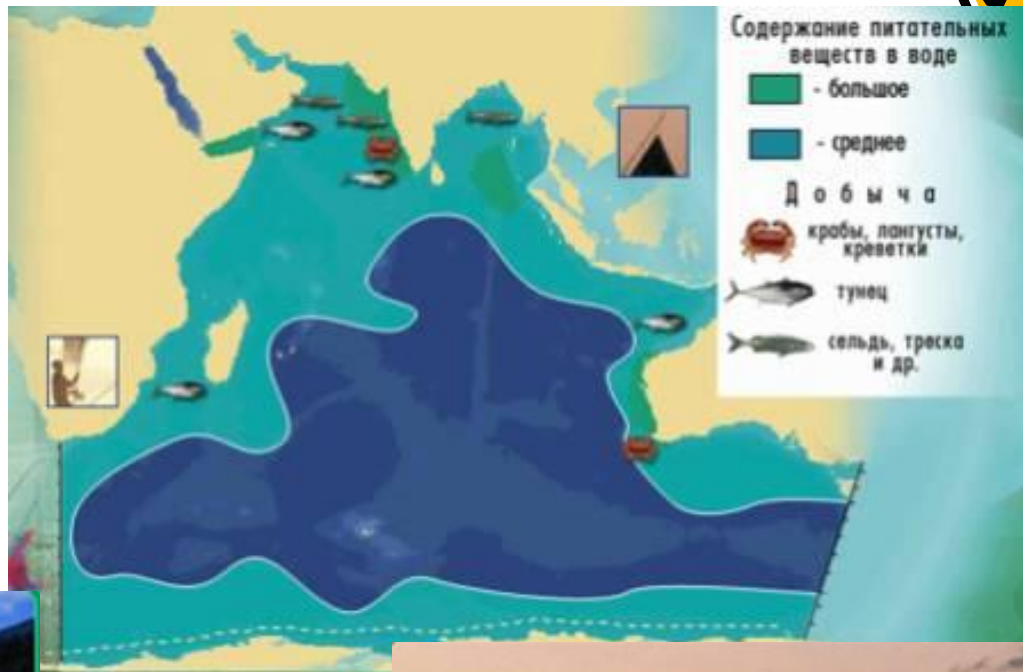 Содержание питательных
веществ в воде
- большое
- среднее
Д о б ы ч а
крабы, лангусты,
креветки
тунец
сельдь, треска
и др.